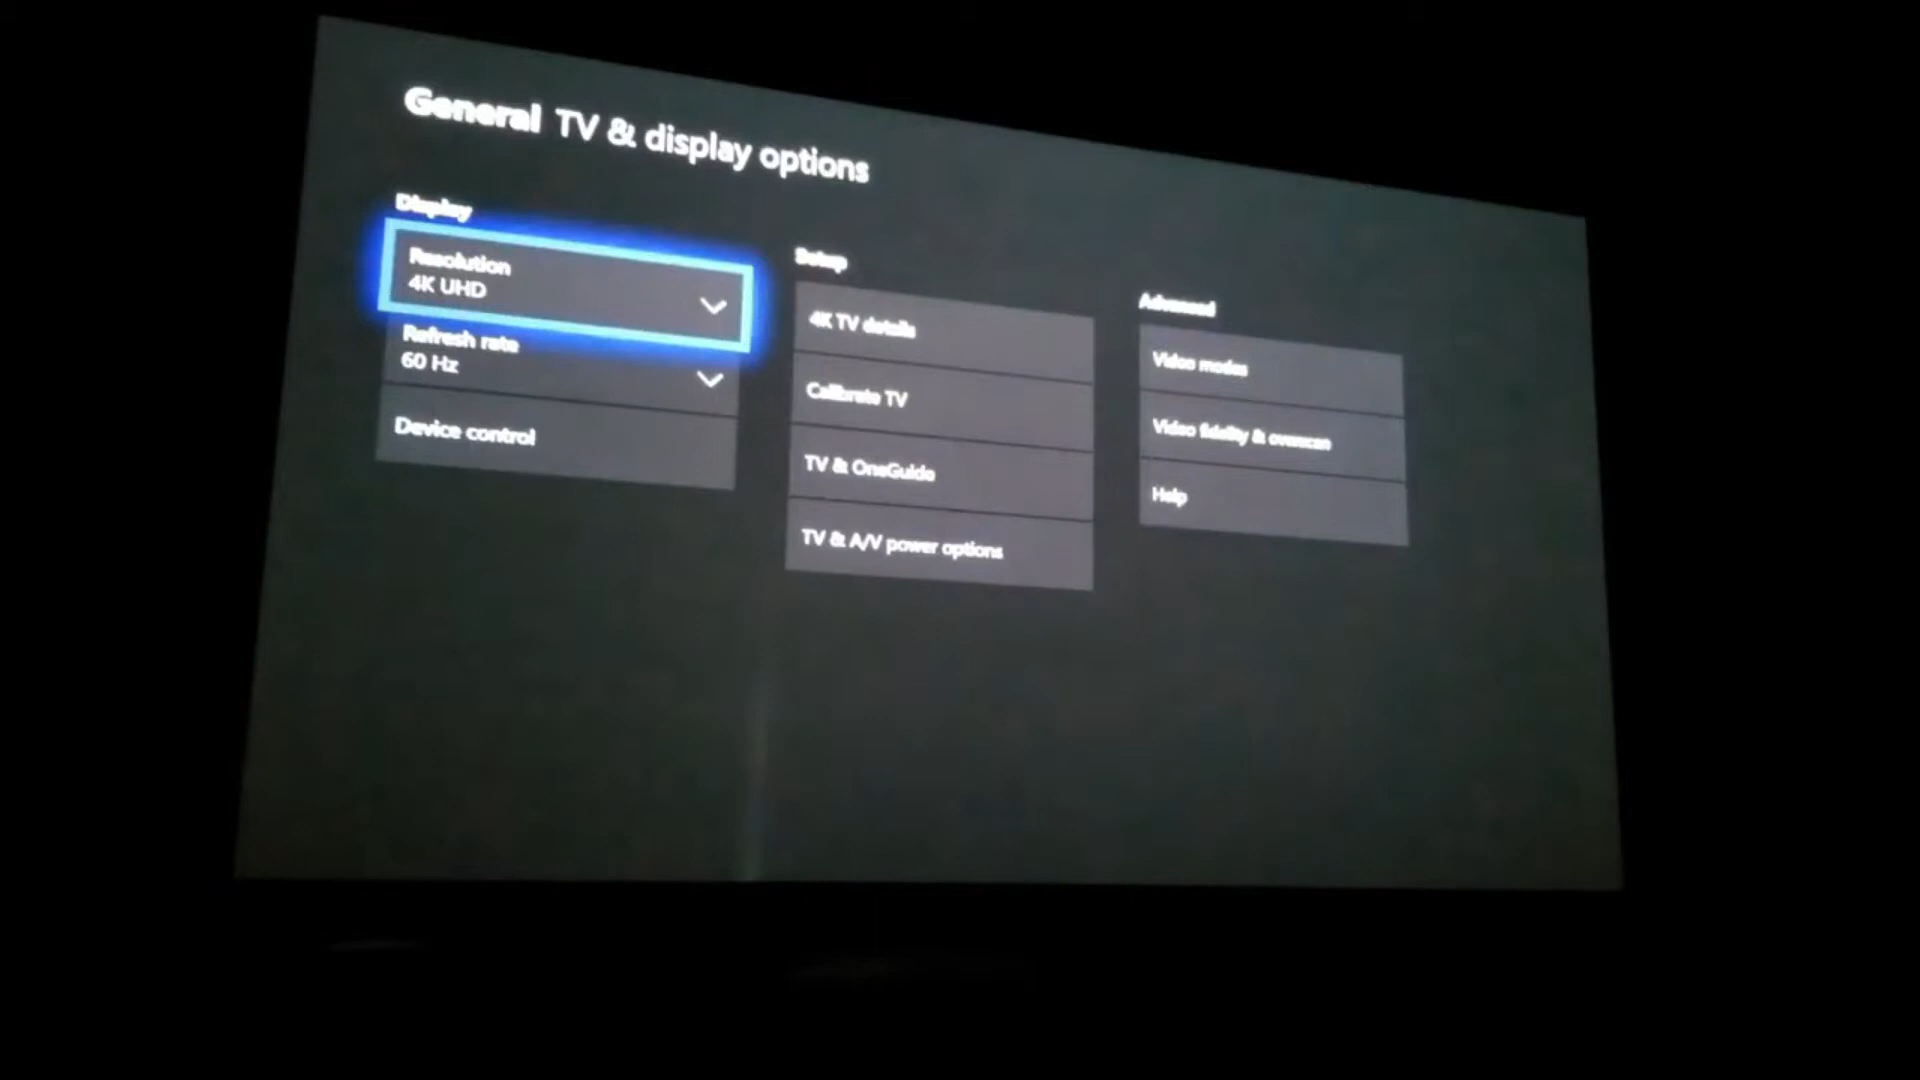 General TV & display options
Display
Resolution
4K UHD
Refresh rate
60 Hz
Device control
Setup
4K TV details
Calibrate TV
TV & OneGuide
TV & A/V power options
Advanced
Video modes
Video fidelity & overscan
Help